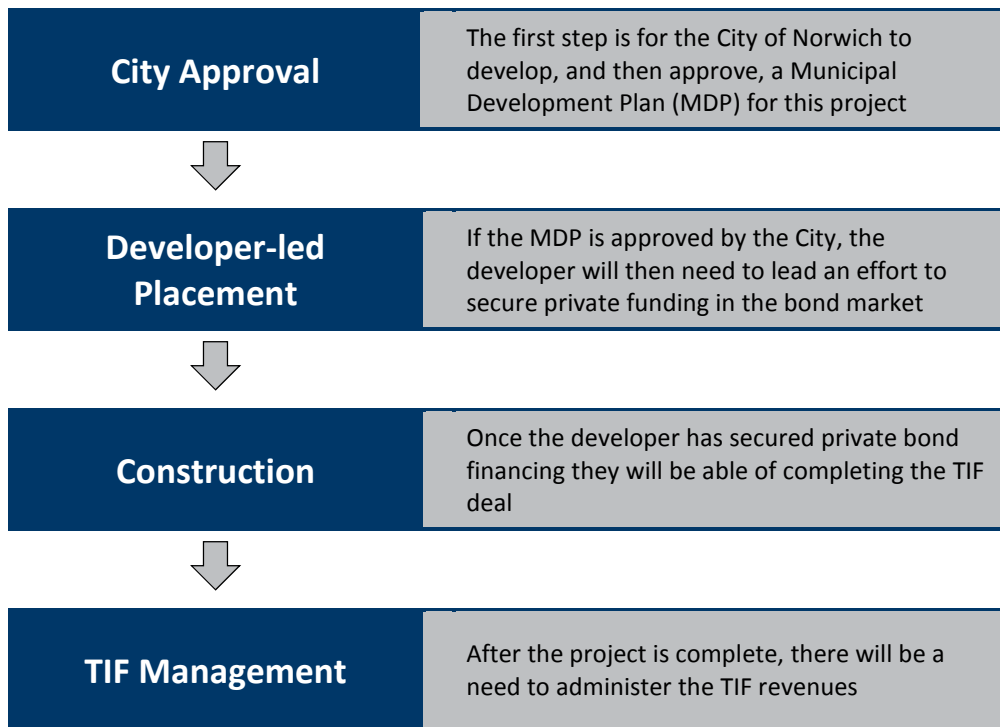 City Approval
The first step is for the City of Norwich to
develop, and then approve, a Municipal
Development Plan (MDP) for this project
Developer-led
Placement
If the MDP is approved by the City, the
developer will then need to lead an effort to
secure private funding in the bond market
Construction
Once the developer has secured private bond
financing they will be able of completing the TIF
deal
TIF Management
After the project is complete, there will be a
need to administer the TIF revenues